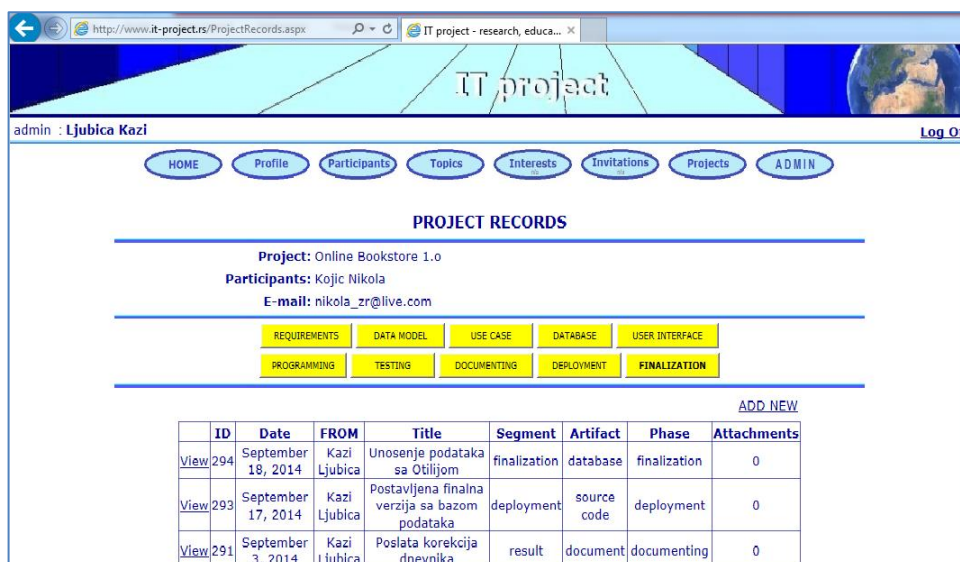 http://www.it-project.rs/ProjectRecords.aspx
IT project - research, educa...
IT project
admin : Ljubica Kazi
Log O
HOME Profile Participants Topics Interests Invitations Projects ADMIN
PROJECT RECORDS
Project: Online Bookstore 1.o
Participants: Kojic Nikola
E-mail: nikola_zr@live.com
REQUIREMENTS DATA MODEL USE CASE DATABASE USER INTERFACE
PROGRAMMING TESTING DOCUMENTING DEPLOYMENT FINALIZATION
ADD NEW
ID Date FROM Title Segment Artifact Phase Attachments
View 294 September 18, 2014 Kazi Ljubica Unosenje podataka sa Otilijom finalization database finalization 0
View 293 September 17, 2014 Kazi Ljubica Postavljena finalna verzija sa bazom podataka deployment source code deployment 0
View 291 September 3, 2014 Kazi Ljubica Poslata korekcija dnevnika result document documenting 0